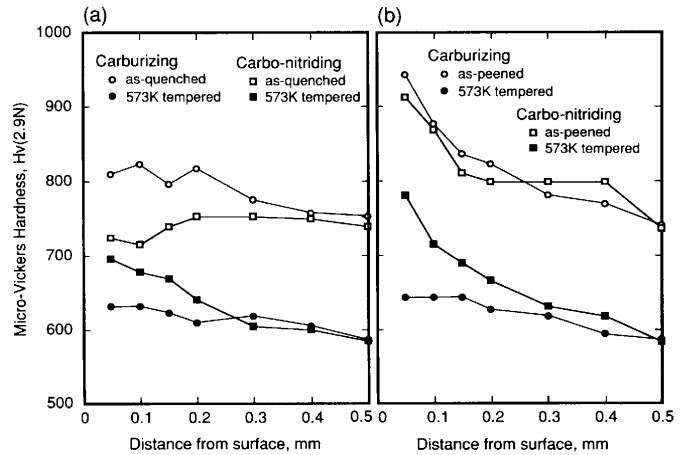 (a)
(b)
1000
900
800
700
600
500
Micro-Vickers Hardness, Hv(2.9N)
Carburizing
as-quenched
573K tempered
Carbo-nitriding
as-quenched
573K tempered
Carburizing
as-peened
573K tempered
Carbo-nitriding
as-peened
573K tempered
0 0.1 0.2 0.3 0.4 0.5
0 0.1 0.2 0.3 0.4 0.5
Distance from surface, mm
Distance from surface, mm